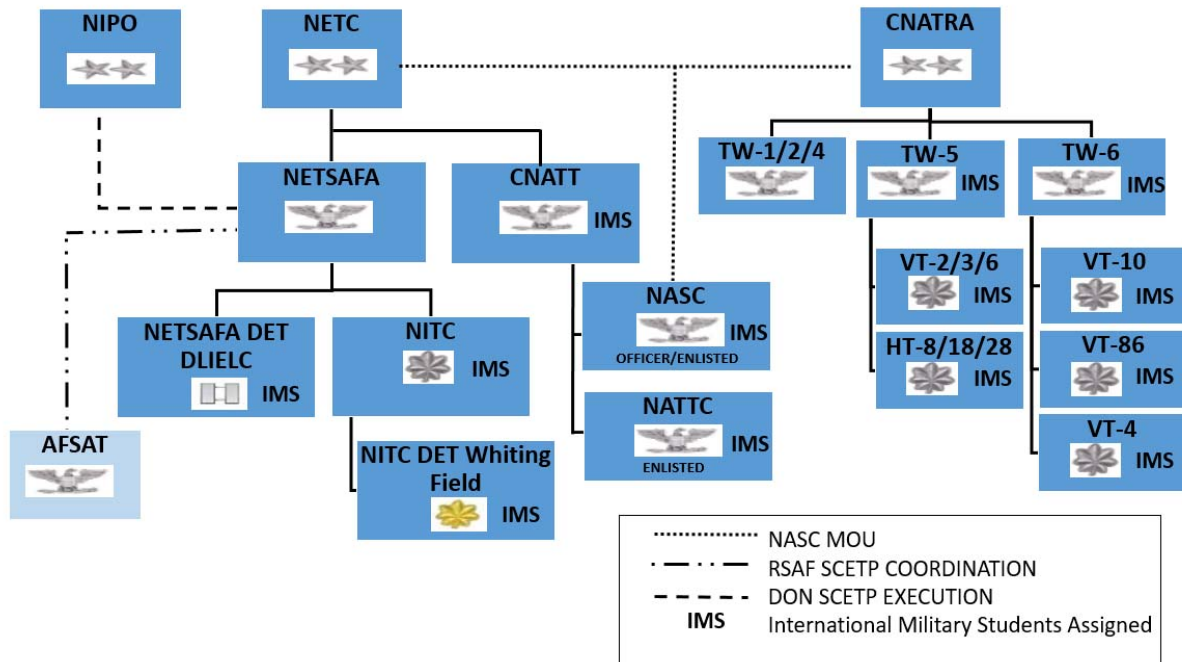 NIPO
NETC
CNATRA
NETSAFA
CNATT
IMS
TW-1/2/4
TW-5
IMS
TW-6
IMS
NETSAFA DET
DLIELC
IMS
NITC
IMS
NASC
IMS
OFFICER/ENLISTED
VT-2/3/6
IMS
VT-10
IMS
HT-8/18/28
IMS
VT-86
IMS
AFSAT
NITC DET Whiting
Field
IMS
NATTC
IMS
ENLISTED
VT-4
IMS
NASC MOU
RSAF SCETP COORDINATION
DON SCETP EXECUTION
IMS International Military Students Assigned